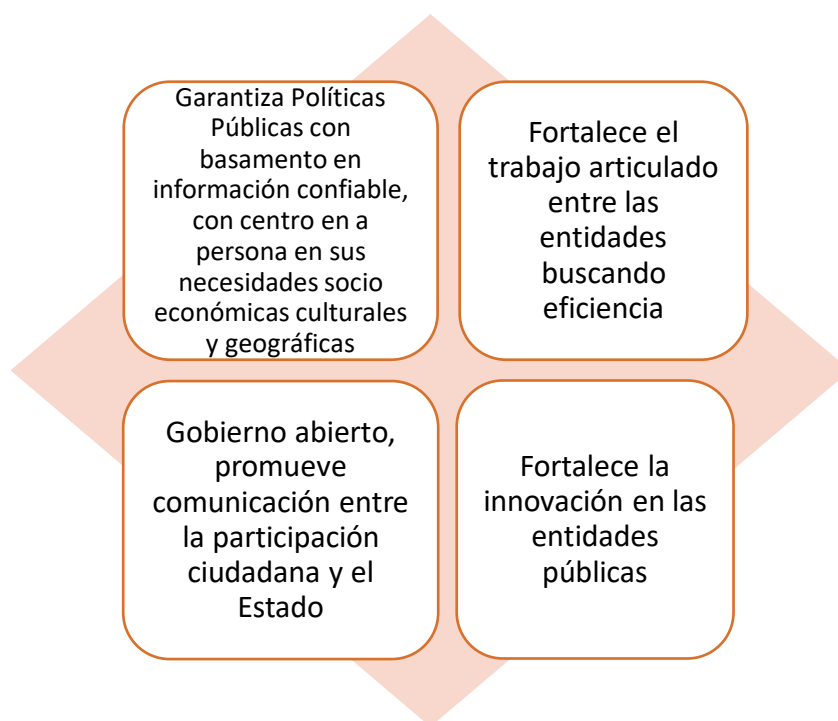 Garantiza Políticas
Públicas con
basamento en
información confiable,
con centro en a
persona en sus
necesidades socio
económicas culturales
y geográficas
Fortalece el
trabajo articulado
entre las
entidades
buscando
eficiencia
Gobierno abierto,
promueve
comunicación entre
la participación
ciudadana y el
Estado
Fortalece la
innovación en las
entidades
públicas